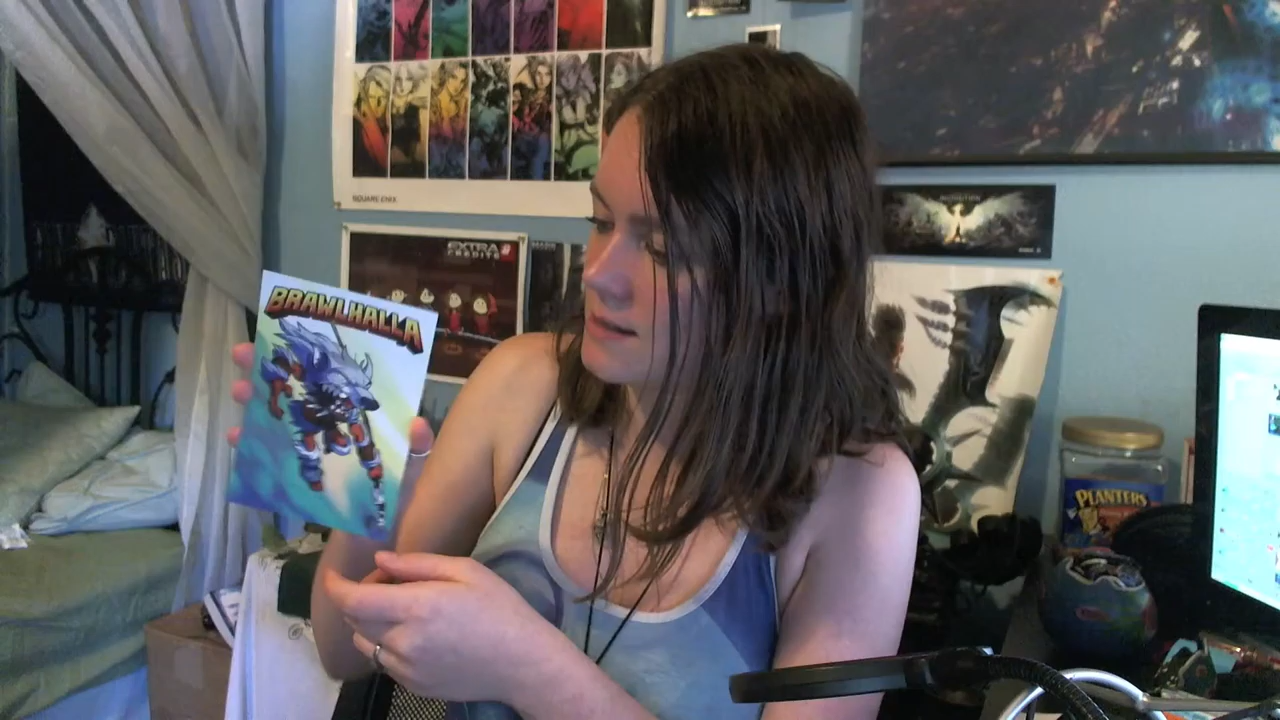 SQUARE ENIX
EXTRA
CREDITS
BRAWLHALLA
PLANTERS